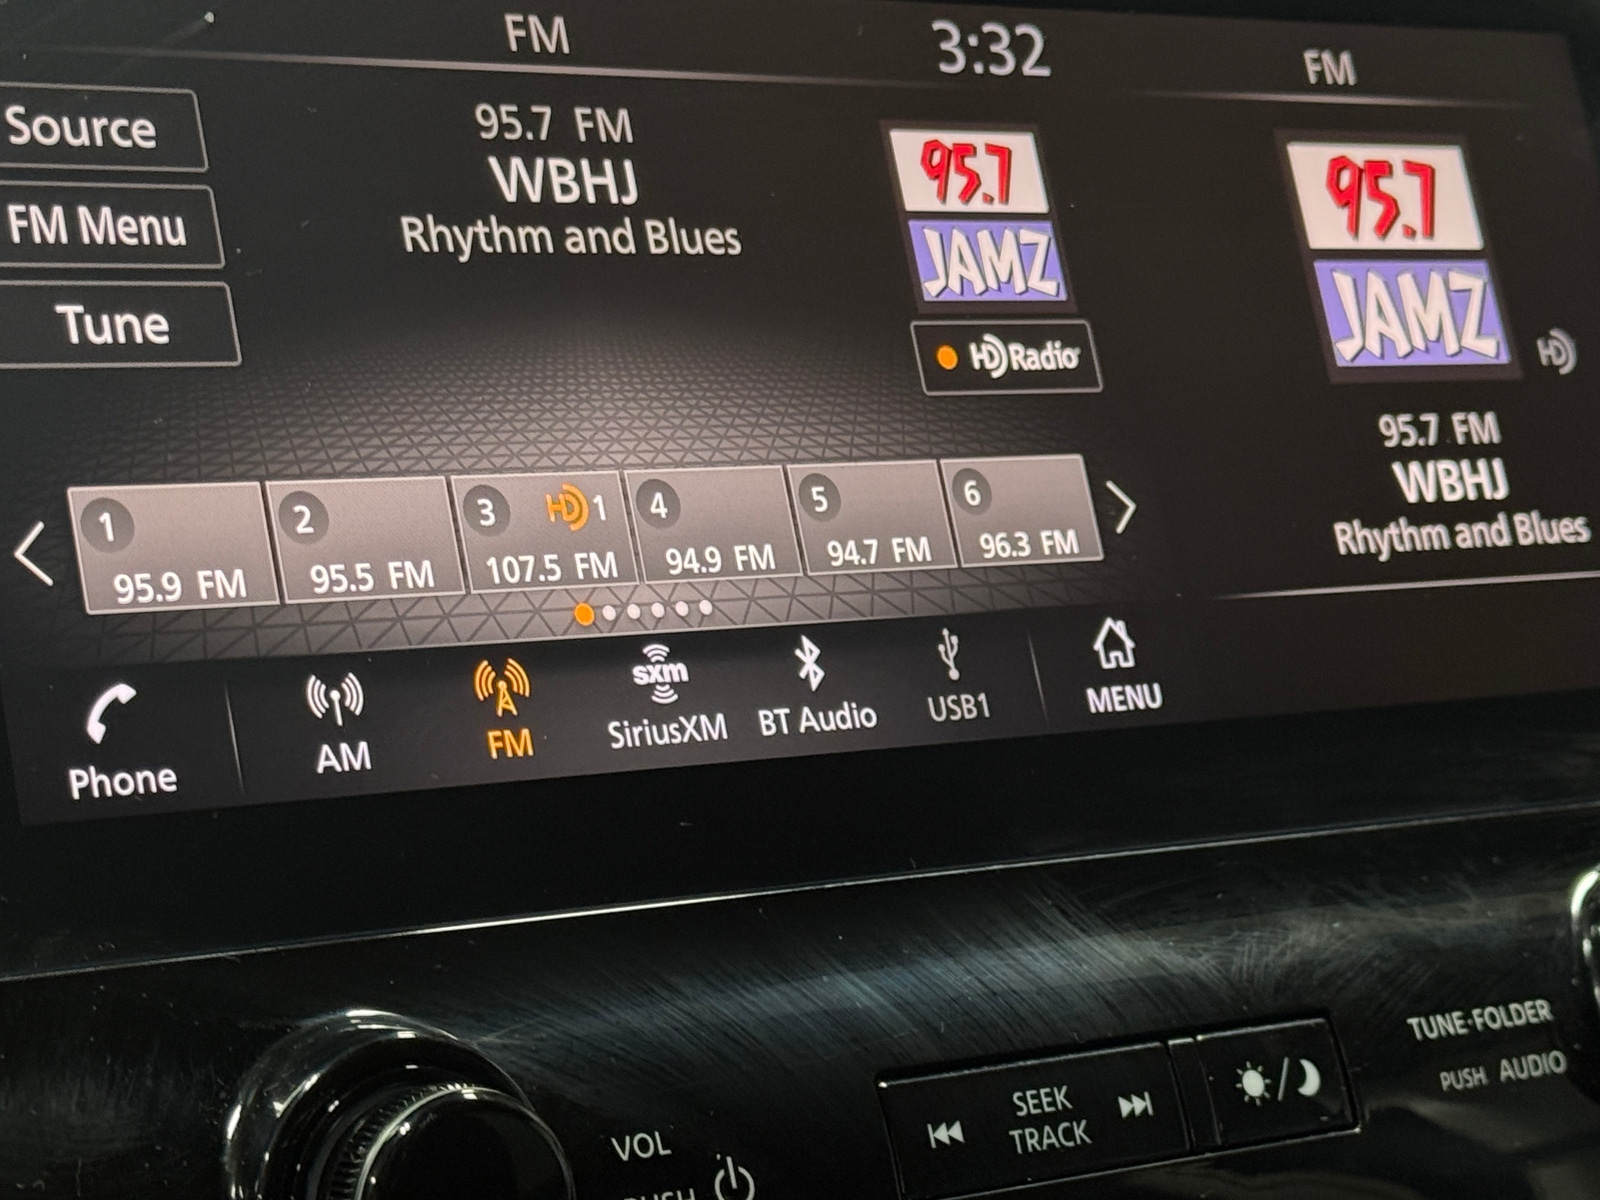 FM
3:32
FM
Source
FM Menu
Tune
95.7 FM
WBHJ
Rhythm and Blues
95.7
JAMZ
HD Radio
95.7
JAMZ
HD
95.7 FM
WBHJ
Rhythm and Blues
1
95.9 FM
2
95.5 FM
3 HD 1
107.5 FM
4
94.9 FM
5
94.7 FM
6
96.3 FM
Phone
AM
FM
sxm
SiriusXM
BT Audio
USB1
MENU
VOL
PUSH
SEEK
TRACK
TUNE·FOLDER
PUSH AUDIO